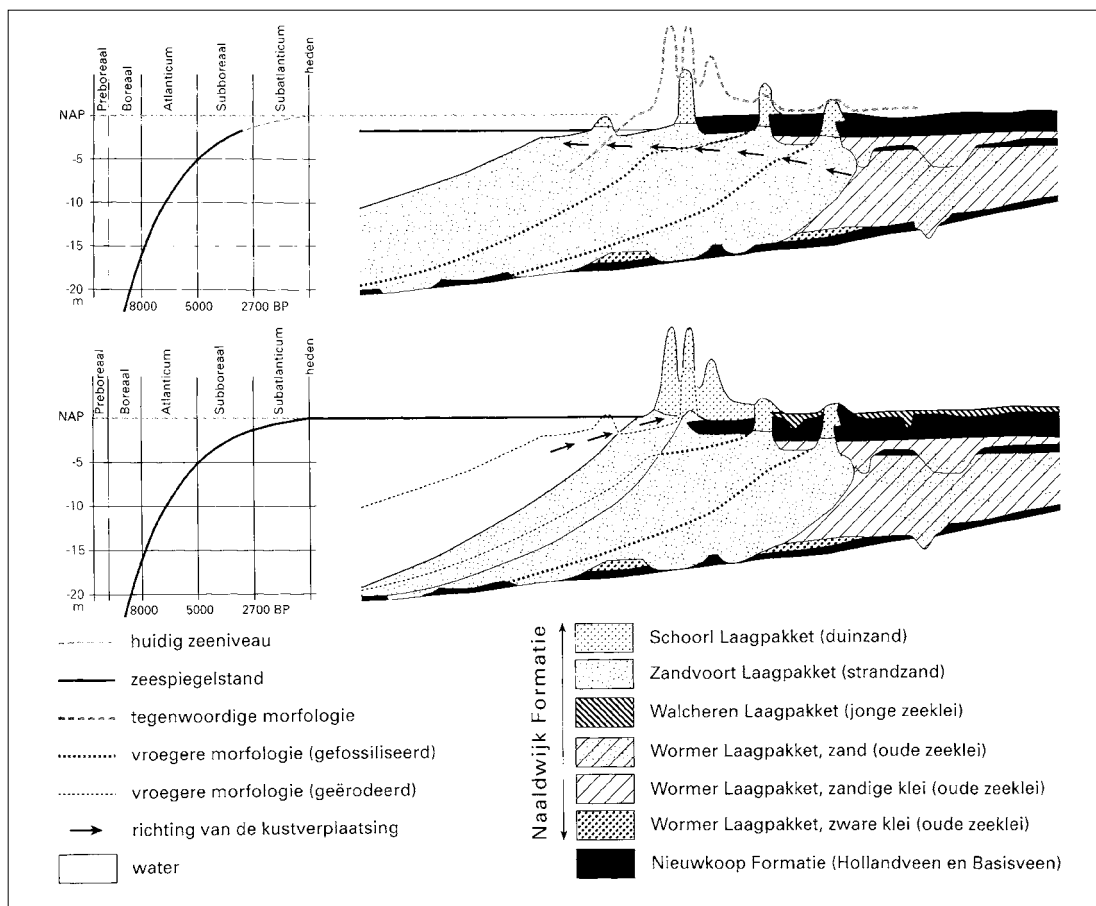 Preboreaal
Boreaal
Atlanticum
Subboreaal
Subatlanticum
heden
NAP
-5
-10
-15
-20
m
8000 5000 2700 BP
Preboreaal
Boreaal
Atlanticum
Subboreaal
Subatlanticum
heden
NAP
-5
-10
-15
-20
m
8000 5000 2700 BP
huidig zeeniveau
zeespiegelstand
tegenwoordige morfologie
vroegere morfologie (gefossiliseerd)
vroegere morfologie (geërodeerd)
richting van de kustverplaatsing
water
Naaldwijk Formatie
Schoorl Laagpakket (duinzand)
Zandvoort Laagpakket (strandzand)
Walcheren Laagpakket (jonge zeeklei)
Wormer Laagpakket, zand (oude zeeklei)
Wormer Laagpakket, zandige klei (oude zeeklei)
Wormer Laagpakket, zware klei (oude zeeklei)
Nieuwkoop Formatie (Hollandveen en Basisveen)